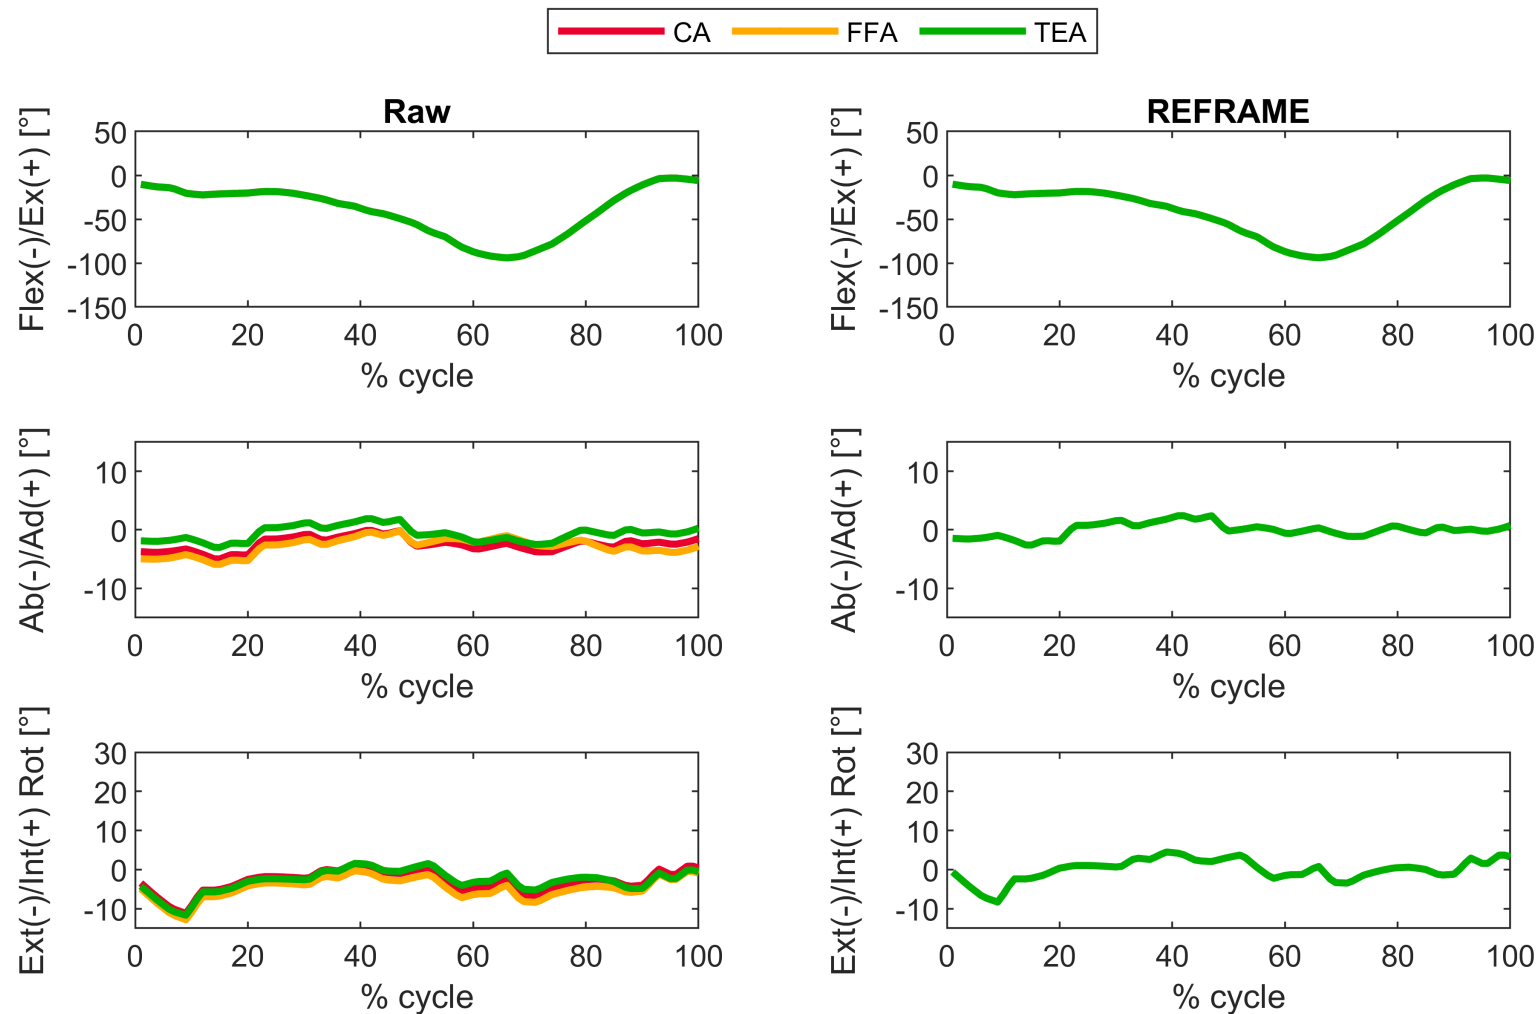 CA FFA TEA
Raw
Flex(-)/Ex(+) [°]
50
0
-50
-100
-150
0 20 40 60 80 100
% cycle
REFRAME
Flex(-)/Ex(+) [°]
50
0
-50
-100
-150
0 20 40 60 80 100
% cycle
Ab(-)/Ad(+) [°]
10
0
-10
0 20 40 60 80 100
% cycle
Ab(-)/Ad(+) [°]
10
0
-10
0 20 40 60 80 100
% cycle
Ext(-)/Int(+) Rot [°]
30
20
10
0
-10
0 20 40 60 80 100
% cycle
Ext(-)/Int(+) Rot [°]
30
20
10
0
-10
0 20 40 60 80 100
% cycle